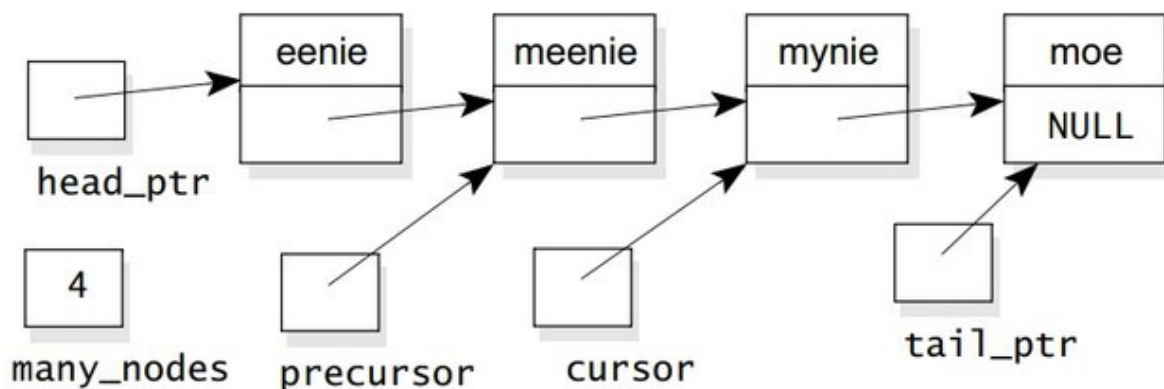 eenie
meenie
mynie
moe
NULL
head_ptr
4
many_nodes
precursor
cursor
tail_ptr